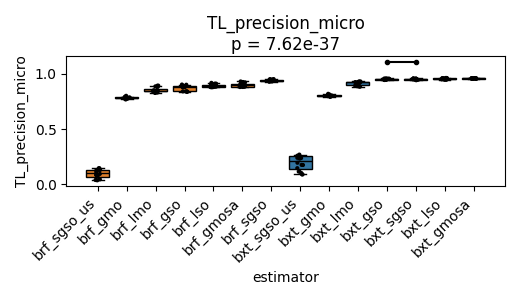 TL_precision_micro
p = 7.62e-37
TL_precision_micro
1.0
0.5
0.0
brf_sgso_us
brf_gmo
brf_lmo
brf_gso
brf_lso
brf_gmosa
brf_sgso
bxt_sgso_us
bxt_gmo
bxt_lmo
bxt_gso
bxt_sgso
bxt_lso
bxt_gmosa
estimator